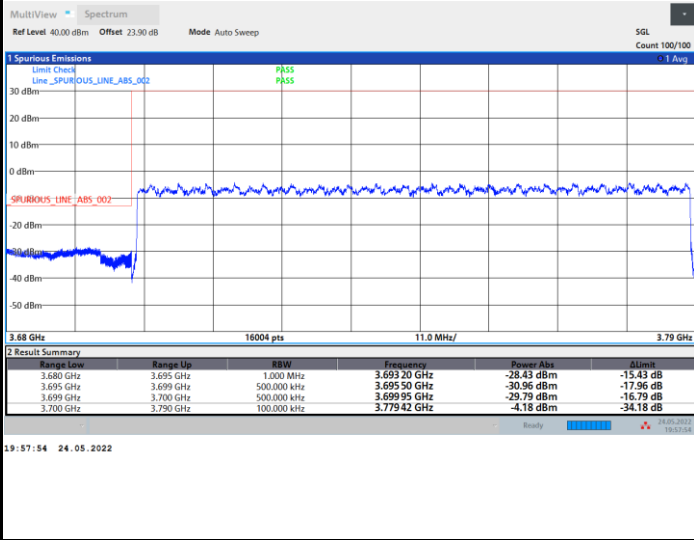 MultiView Spectrum
Ref Level 40.00 dBm Offset 23.90 dB Mode Auto Sweep SGL
Count 100/100
1 Spurious Emissions 1 Avg
Limit Check PASS
Line _SPURIOUS_LINE_ABS_002 PASS
30 dBm
20 dBm
10 dBm
0 dBm
_SPURIOUS_LINE_ABS_002
-20 dBm
-30 dBm
-40 dBm
-50 dBm
3.68 GHz 16004 pts 11.0 MHz/ 3.79 GHz
2 Result Summary
Range Low Range Up RBW Frequency Power Abs ΔLimit
3.680 GHz 3.695 GHz 1.000 MHz 3.693 20 GHz -28.43 dBm -15.43 dB
3.695 GHz 3.699 GHz 500.000 kHz 3.695 50 GHz -30.96 dBm -17.96 dB
3.699 GHz 3.700 GHz 500.000 kHz 3.699 95 GHz -29.79 dBm -16.79 dB
3.700 GHz 3.790 GHz 100.000 kHz 3.779 42 GHz -4.18 dBm -34.18 dB
Ready 24.05.2022
19:57:54
19:57:54 24.05.2022